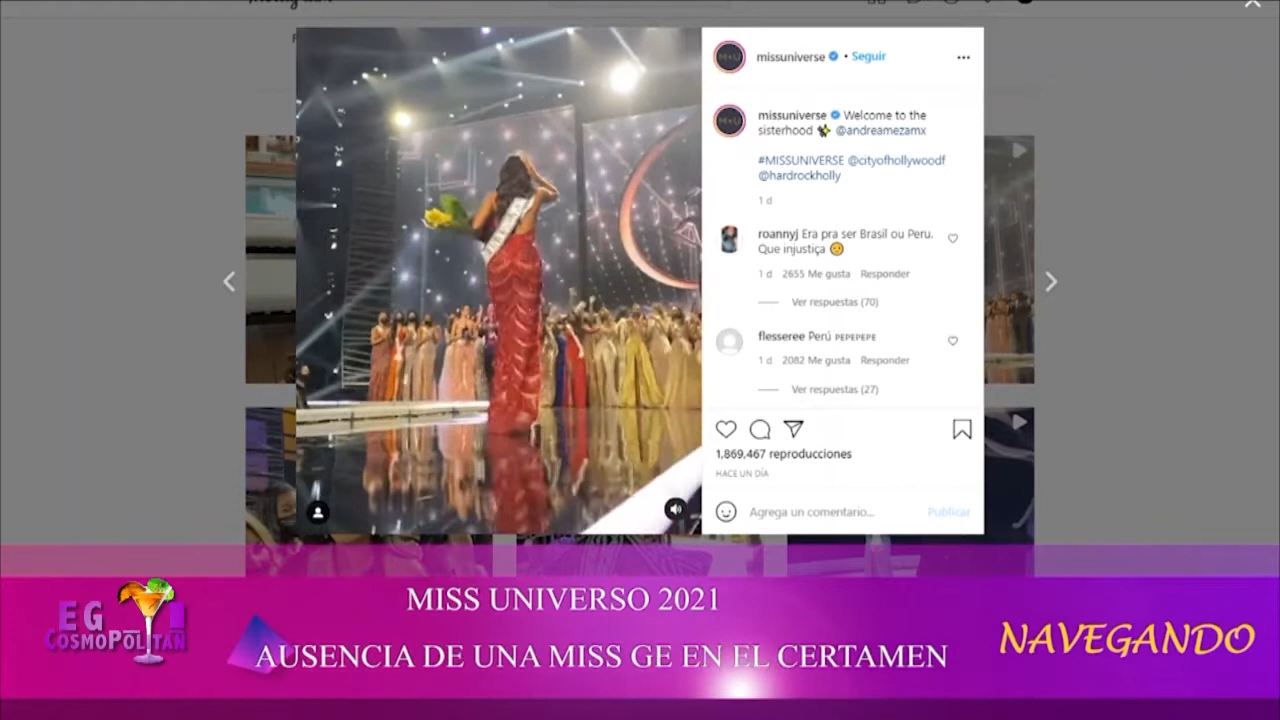 missuniverse • Seguir
missuniverse Welcome to the
sisterhood @andreamezamx
#MISSUNIVERSE @cityofhollywoodf
@hardrockholly
1 d
roannyj Era pra ser Brasil ou Peru.
Que injustiça
1 d 2655 Me gusta Responder
Ver respuestas (70)
flesseree Perú PEPEPEPE
1 d 2082 Me gusta Responder
Ver respuestas (27)
1,869,467 reproducciones
HACE UN DÍA
Agrega un comentario... Publicar
MISS UNIVERSO 2021
AUSENCIA DE UNA MISS GE EN EL CERTAMEN
EG
COSMOPOLITAN
NAVEGANDO